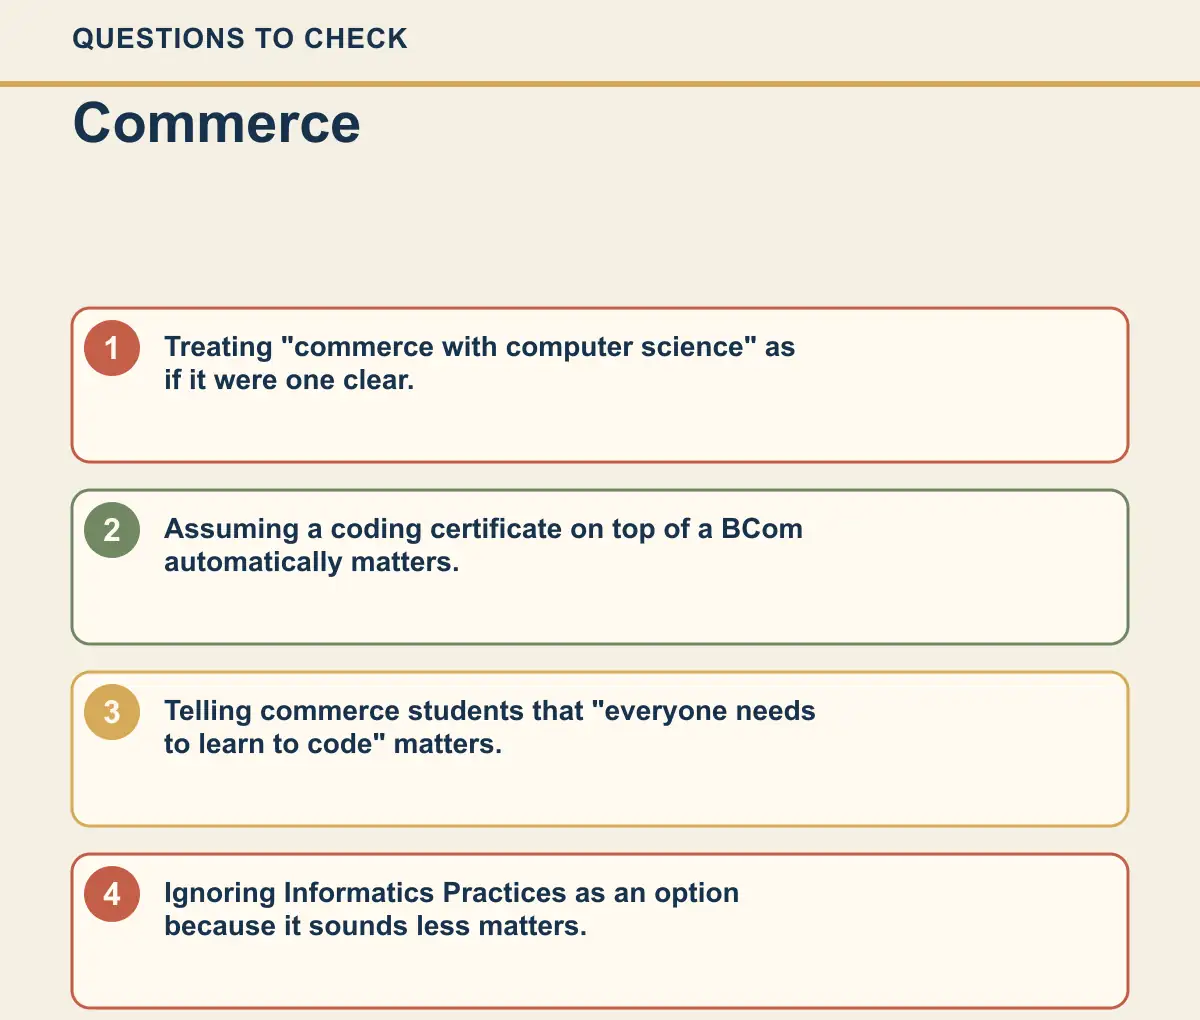 QUESTIONS TO CHECK
Commerce
1
Treating "commerce with computer science" as
if it were one clear.
2
Assuming a coding certificate on top of a BCom
automatically matters.
3
Telling commerce students that "everyone needs
to learn to code" matters.
4
Ignoring Informatics Practices as an option
because it sounds less matters.